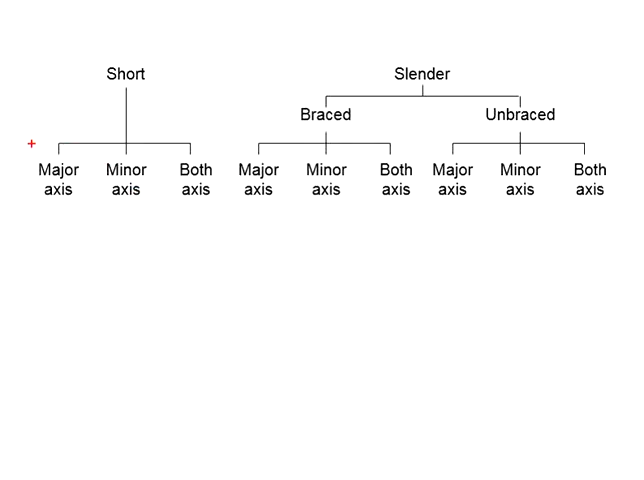 Short Slender
Braced Unbraced
+
Major Minor Both Major Minor Both Major Minor Both
axis axis axis axis axis axis axis axis axis